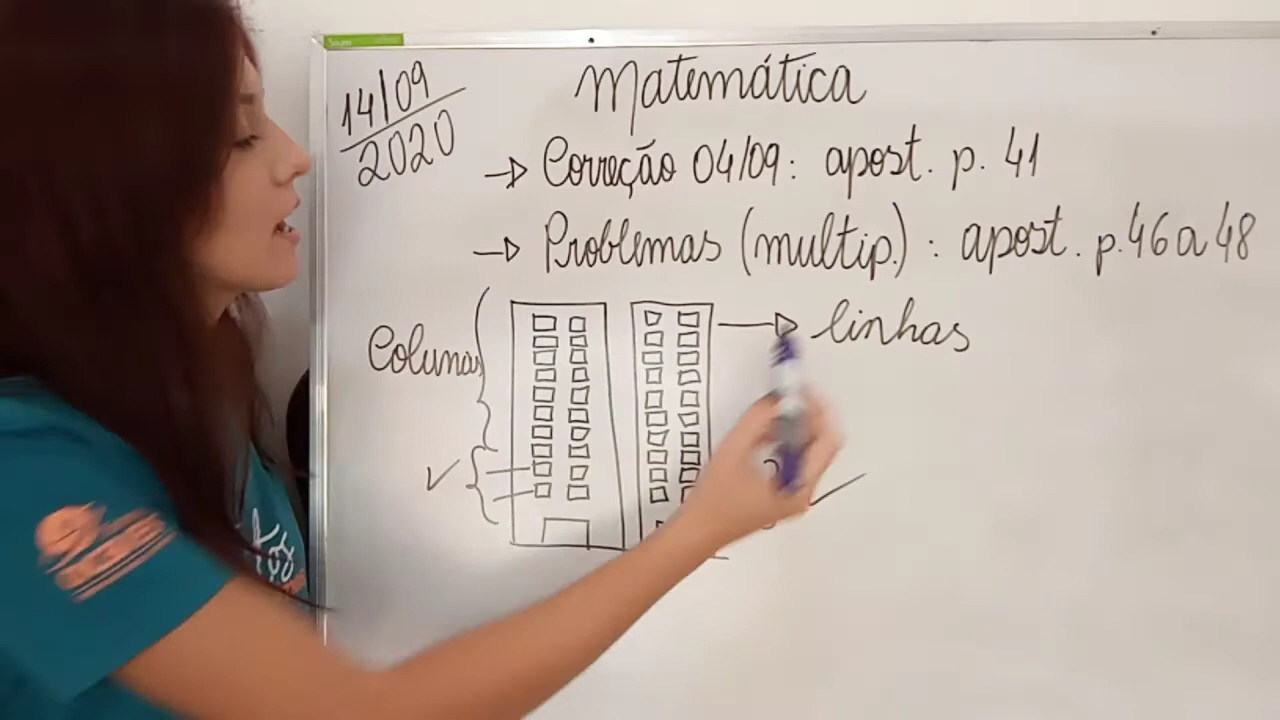 14/09
2020
Matemática
→ Correção 04/09: apost. p. 41
→ Problemas (multip.): apost. p. 46 a 48
Colunas
linhas